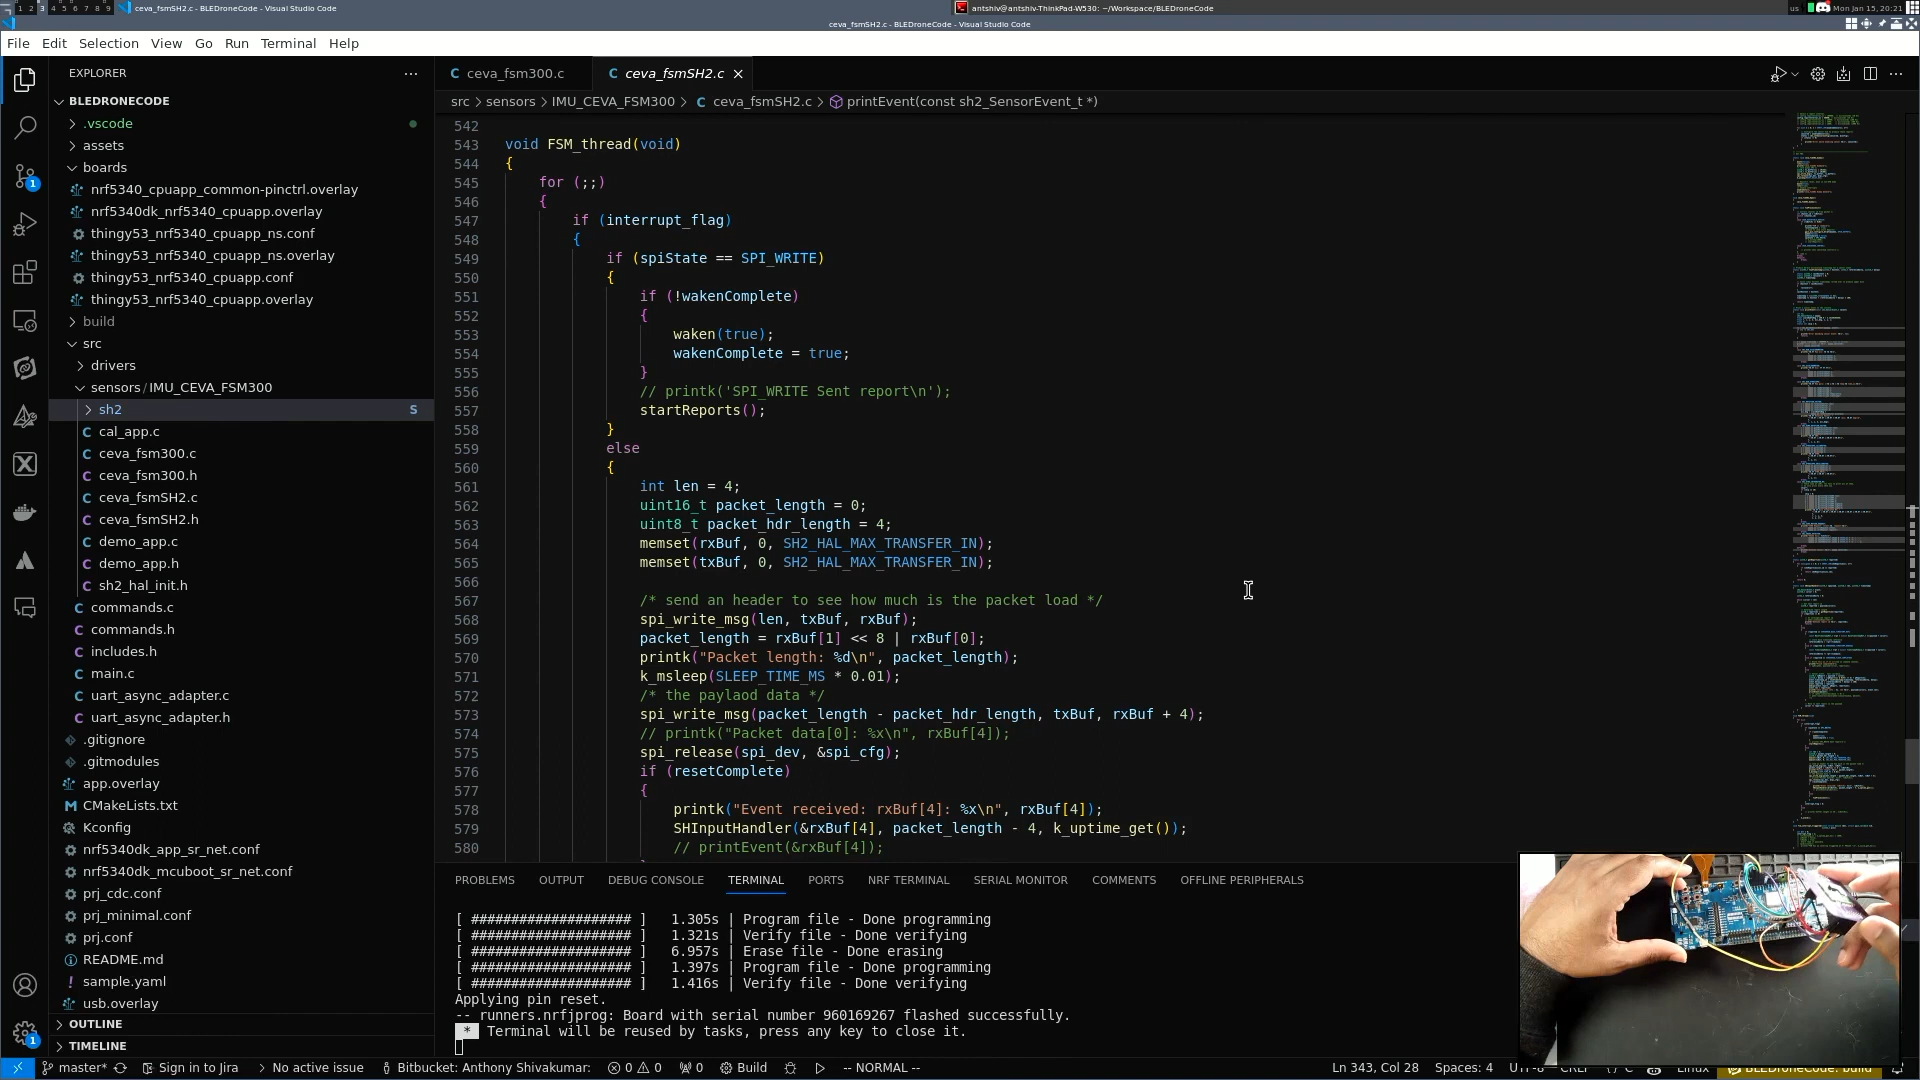 1 2 3 4 5 6 7 8 9 ceva_fsmSH2.c - BLEDroneCode - Visual Studio Code antshiv@antshiv-ThinkPad-W530: ~/Workspace/BLEDroneCode us Mon Jan 15, 20:21
ceva_fsmSH2.c - BLEDroneCode - Visual Studio Code
File Edit Selection View Go Run Terminal Help
EXPLORER
BLEDRONECODE
.vscode
assets
boards
nrf5340_cpuapp_common-pinctrl.overlay
nrf5340dk_nrf5340_cpuapp.overlay
thingy53_nrf5340_cpuapp_ns.conf
thingy53_nrf5340_cpuapp_ns.overlay
thingy53_nrf5340_cpuapp.conf
thingy53_nrf5340_cpuapp.overlay
build
src
drivers
sensors/IMU_CEVA_FSM300
sh2 S
C cal_app.c
C ceva_fsm300.c
C ceva_fsm300.h
C ceva_fsmSH2.c
C ceva_fsmSH2.h
C demo_app.c
C demo_app.h
C sh2_hal_init.h
C commands.c
C commands.h
C includes.h
C main.c
C uart_async_adapter.c
C uart_async_adapter.h
.gitignore
.gitmodules
app.overlay
M CMakeLists.txt
Kconfig
nrf5340dk_app_sr_net.conf
nrf5340dk_mcuboot_sr_net.conf
prj_cdc.conf
prj_minimal.conf
prj.conf
README.md
sample.yaml
usb.overlay
OUTLINE
TIMELINE
1
1
C ceva_fsm300.c C ceva_fsmSH2.c
src > sensors > IMU_CEVA_FSM300 > C ceva_fsmSH2.c > printEvent(const sh2_SensorEvent_t *)
542
543 void FSM_thread(void)
544 {
545 for (;;)
546 {
547 if (interrupt_flag)
548 {
549 if (spiState == SPI_WRITE)
550 {
551 if (!wakenComplete)
552 {
553 waken(true);
554 wakenComplete = true;
555 }
556 // printk('SPI_WRITE Sent report\n');
557 startReports();
558 }
559 else
560 {
561 int len = 4;
562 uint16_t packet_length = 0;
563 uint8_t packet_hdr_length = 4;
564 memset(rxBuf, 0, SH2_HAL_MAX_TRANSFER_IN);
565 memset(txBuf, 0, SH2_HAL_MAX_TRANSFER_IN);
566
567 /* send an header to see how much is the packet load */
568 spi_write_msg(len, txBuf, rxBuf);
569 packet_length = rxBuf[1] << 8 | rxBuf[0];
570 printk("Packet length: %d\n", packet_length);
571 k_msleep(SLEEP_TIME_MS * 0.01);
572 /* the paylaod data */
573 spi_write_msg(packet_length - packet_hdr_length, txBuf, rxBuf + 4);
574 // printk("Packet data[0]: %x\n", rxBuf[4]);
575 spi_release(spi_dev, &spi_cfg);
576 if (resetComplete)
577 {
578 printk("Event received: rxBuf[4]: %x\n", rxBuf[4]);
579 SHInputHandler(&rxBuf[4], packet_length - 4, k_uptime_get());
580 // printEvent(&rxBuf[4]);
PROBLEMS OUTPUT DEBUG CONSOLE TERMINAL PORTS NRF TERMINAL SERIAL MONITOR COMMENTS OFFLINE PERIPHERALS
[ #################### ] 1.305s | Program file - Done programming
[ #################### ] 1.321s | Verify file - Done verifying
[ #################### ] 6.957s | Erase file - Done erasing
[ #################### ] 1.397s | Program file - Done programming
[ #################### ] 1.416s | Verify file - Done verifying
Applying pin reset.
-- runners.nrfjprog: Board with serial number 960169267 flashed successfully.
* Terminal will be reused by tasks, press any key to close it.
master* Sign in to Jira No active issue Bitbucket: Anthony Shivakumar: 0 0 0 Build -- NORMAL -- Ln 343, Col 28 Spaces: 4